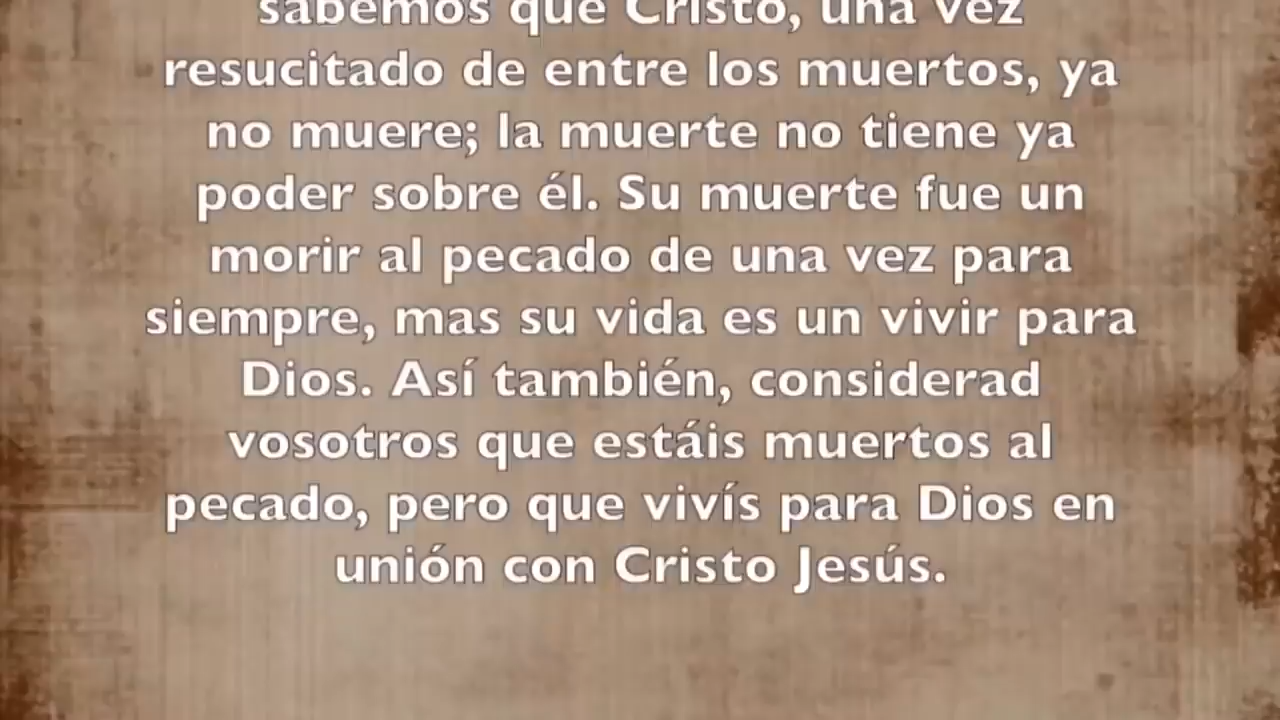 sabemos que Cristo, una vez
resucitado de entre los muertos, ya
no muere; la muerte no tiene ya
poder sobre él. Su muerte fue un
morir al pecado de una vez para
siempre, mas su vida es un vivir para
Dios. Así también, considerad
vosotros que estáis muertos al
pecado, pero que vivís para Dios en
unión con Cristo Jesús.